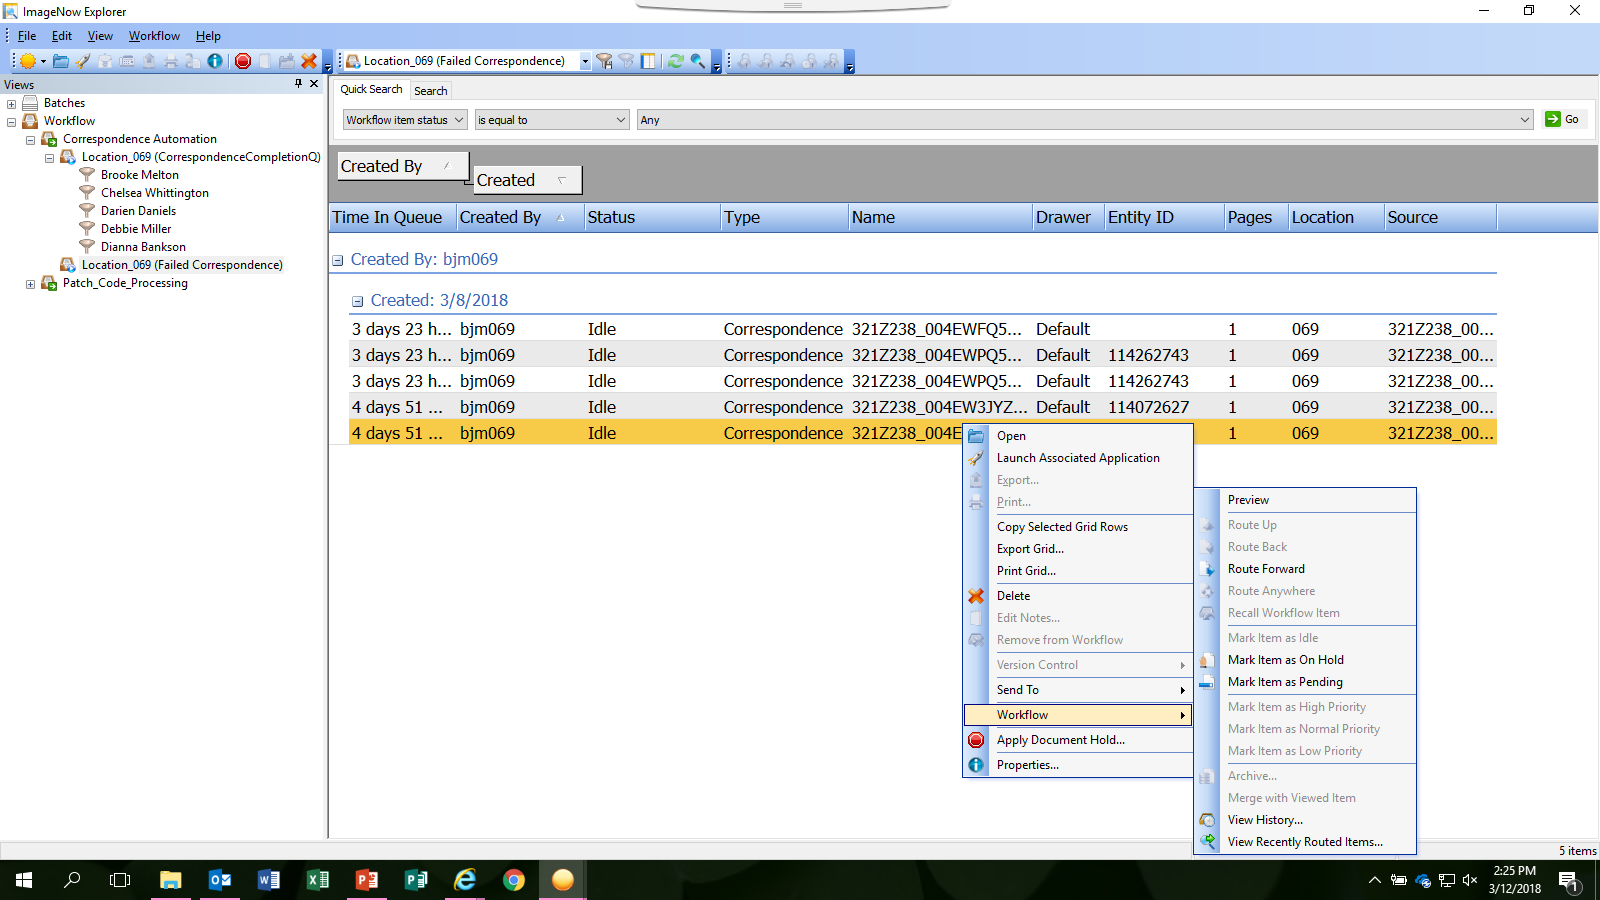 ImageNow Explorer
File Edit View Workflow Help
Location_069 (Failed Correspondence)
Views
Batches
Workflow
Correspondence Automation
Location_069 (CorrespondenceCompletionQ)
Brooke Melton
Chelsea Whittington
Darien Daniels
Debbie Miller
Dianna Bankson
Location_069 (Failed Correspondence)
Patch_Code_Processing
Quick Search Search
Workflow item status is equal to Any Go
Created By
Created
Time In Queue Created By Status Type Name Drawer Entity ID Pages Location Source
Created By: bjm069
Created: 3/8/2018
3 days 23 h... bjm069 Idle Correspondence 321Z238_004EWFQ5... Default 1 069 321Z238_00...
3 days 23 h... bjm069 Idle Correspondence 321Z238_004EWPQ5... Default 114262743 1 069 321Z238_00...
3 days 23 h... bjm069 Idle Correspondence 321Z238_004EWPQ5... Default 114262743 1 069 321Z238_00...
4 days 51 ... bjm069 Idle Correspondence 321Z238_004EW3JYZ... Default 114072627 1 069 321Z238_00...
4 days 51 ... bjm069 Idle Correspondence 321Z238_004E 1 069 321Z238_00...
Open
Launch Associated Application
Export...
Print...
Copy Selected Grid Rows
Export Grid...
Print Grid...
Delete
Edit Notes...
Remove from Workflow
Version Control
Send To
Workflow
Apply Document Hold...
Properties...
Preview
Route Up
Route Back
Route Forward
Route Anywhere
Recall Workflow Item
Mark Item as Idle
Mark Item as On Hold
Mark Item as Pending
Mark Item as High Priority
Mark Item as Normal Priority
Mark Item as Low Priority
Archive...
Merge with Viewed Item
View History...
View Recently Routed Items...
5 items
2:25 PM
3/12/2018
1